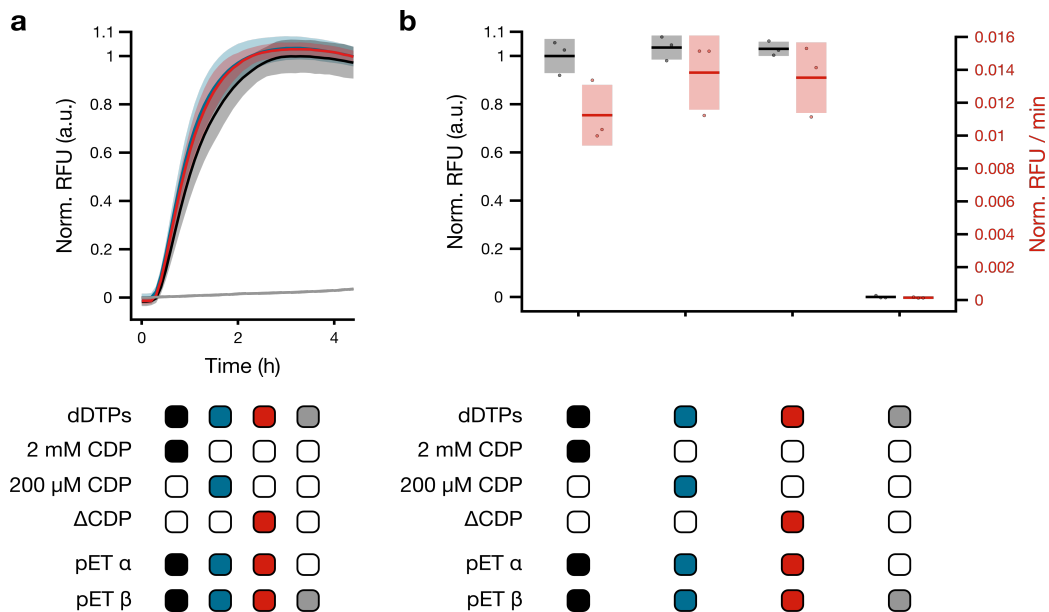 a
b
1.1
1
0.8
0.6
0.4
0.2
0
Norm. RFU (a.u.)
0
2
4
Time (h)
1.1
1
0.8
0.6
0.4
0.2
0
Norm. RFU (a.u.)
0.016
0.014
0.012
0.01
0.008
0.006
0.004
0.002
0
Norm. RFU / min
dDTPs
2 mM CDP
200 µM CDP
ΔCDP
pET α
pET β
dDTPs
2 mM CDP
200 µM CDP
ΔCDP
pET α
pET β